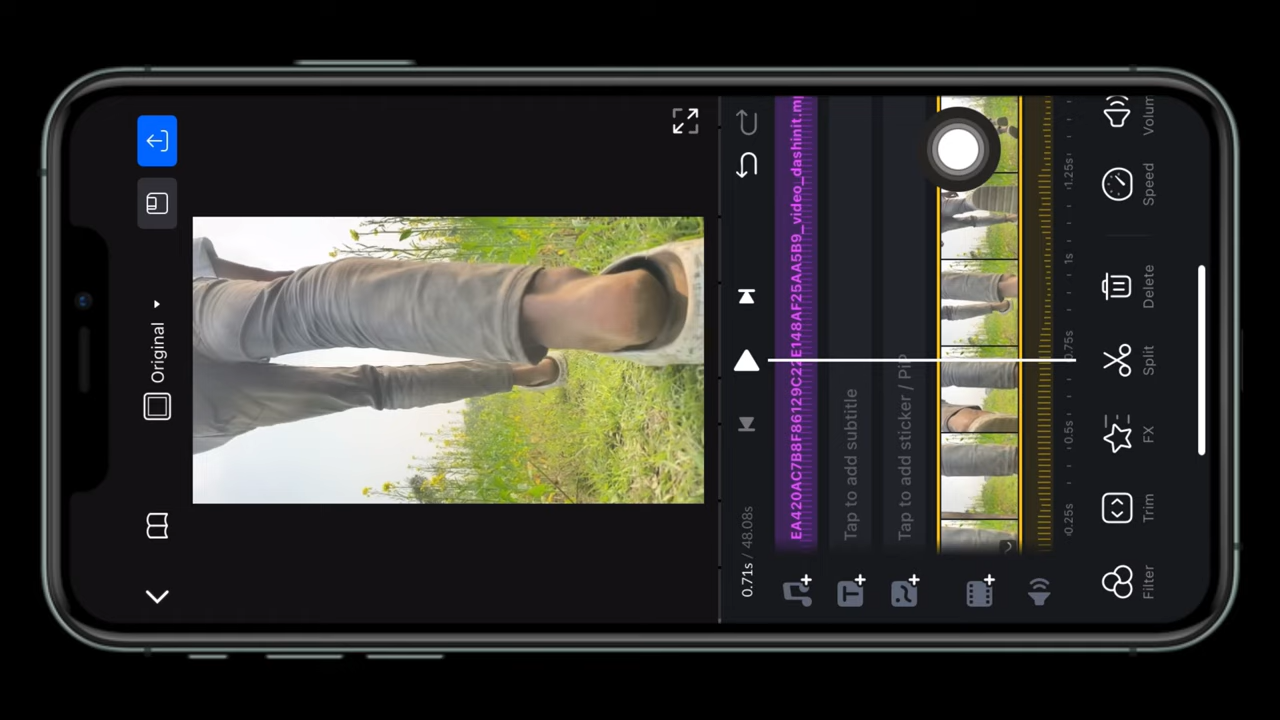 Original
0.71s / 48.08s
EA420AC7B8F86129C22E148AF25AA5B9_video_dashinit.m
Tap to add subtitle
Tap to add sticker / PiP
0.25s
0.5s
0.75s
1s
1.25s
Filter
Trim
FX
Split
Delete
Speed
Volum